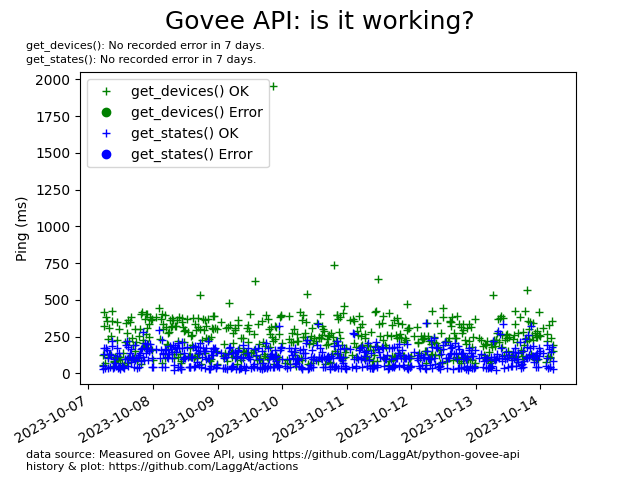 Govee API: is it working?
get_devices(): No recorded error in 7 days.
get_states(): No recorded error in 7 days.
2000
1750
1500
1250
1000
750
500
250
0
Ping (ms)
get_devices() OK
get_devices() Error
get_states() OK
get_states() Error
2023-10-07
2023-10-08
2023-10-09
2023-10-10
2023-10-11
2023-10-12
2023-10-13
2023-10-14
data source: Measured on Govee API, using https://github.com/LaggAt/python-govee-api
history & plot: https://github.com/LaggAt/actions